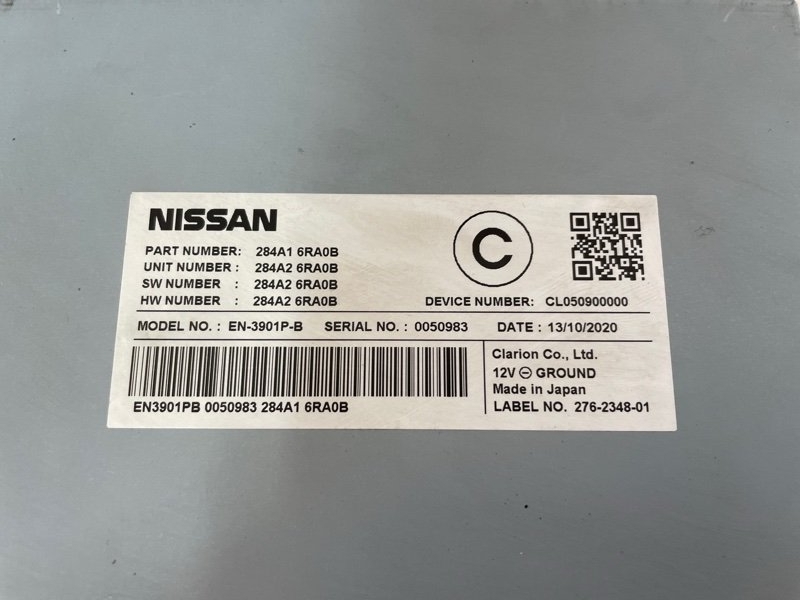 NISSAN
PART NUMBER: 284A1 6RA0B
UNIT NUMBER : 284A2 6RA0B
SW NUMBER : 284A2 6RA0B
HW NUMBER : 284A2 6RA0B
C
DEVICE NUMBER: CL050900000
MODEL NO. : EN-3901P-B SERIAL NO. : 0050983 DATE : 13/10/2020
EN3901PB 0050983 284A1 6RA0B
Clarion Co., Ltd.
12V ⊖ GROUND
Made in Japan
LABEL NO. 276-2348-01